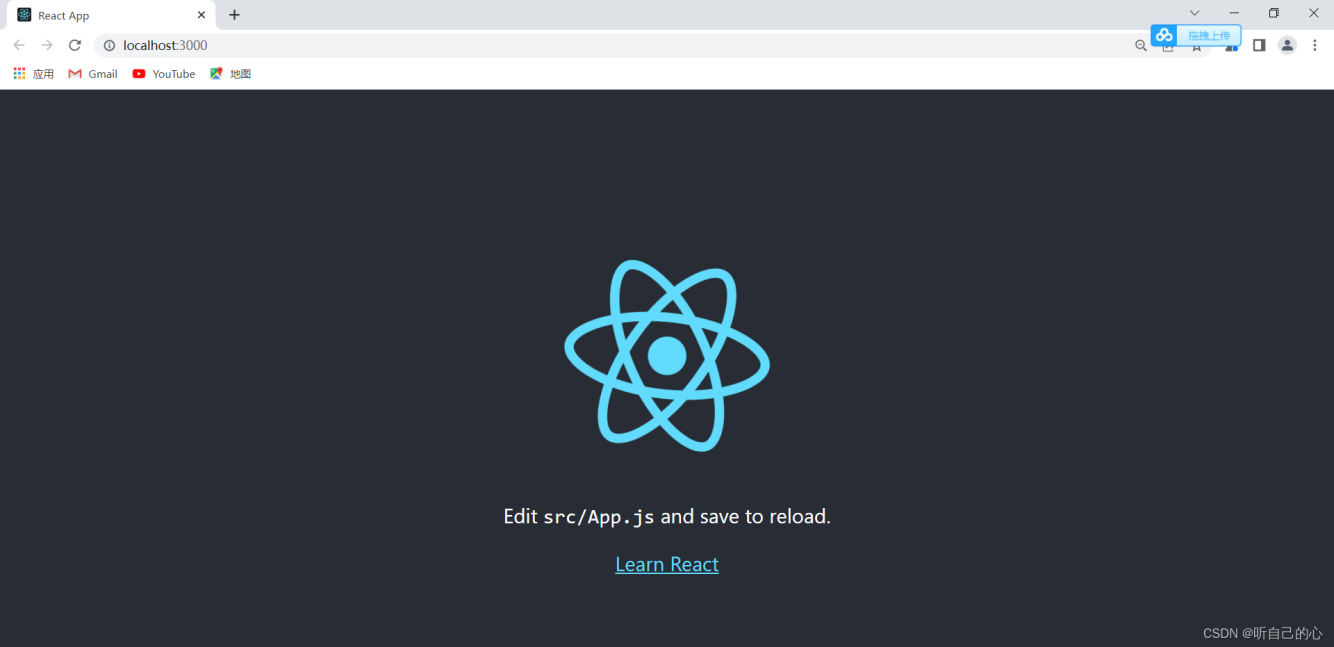 React App
localhost:3000
拖拽上传
应用 Gmail YouTube 地图
Edit src/App.js and save to reload.
Learn React
CSDN @听自己的心